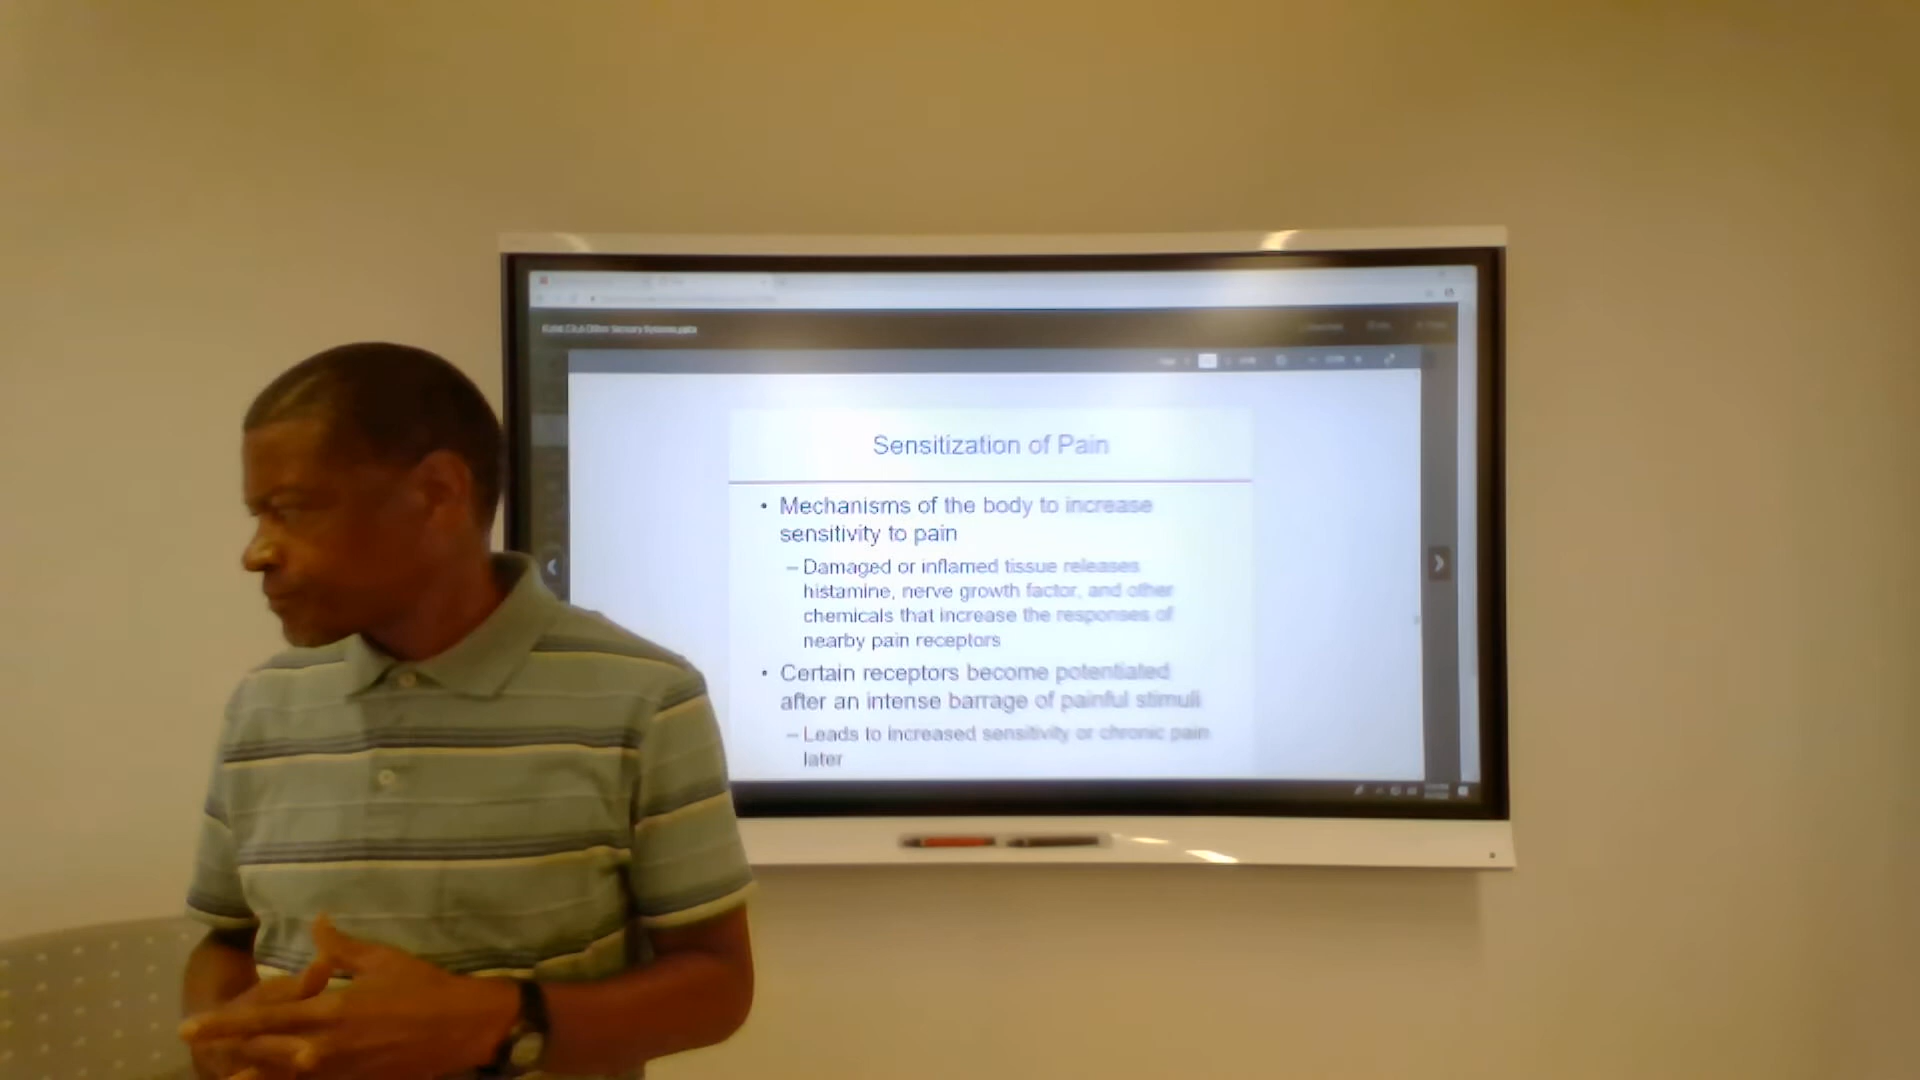 Sensitization of Pain
• Mechanisms of the body to increase
sensitivity to pain
– Damaged or inflamed tissue releases
histamine, nerve growth factor, and other
chemicals that increase the responses of
nearby pain receptors
• Certain receptors become potentiated
after an intense barrage of painful stimuli
– Leads to increased sensitivity or chronic pain
later